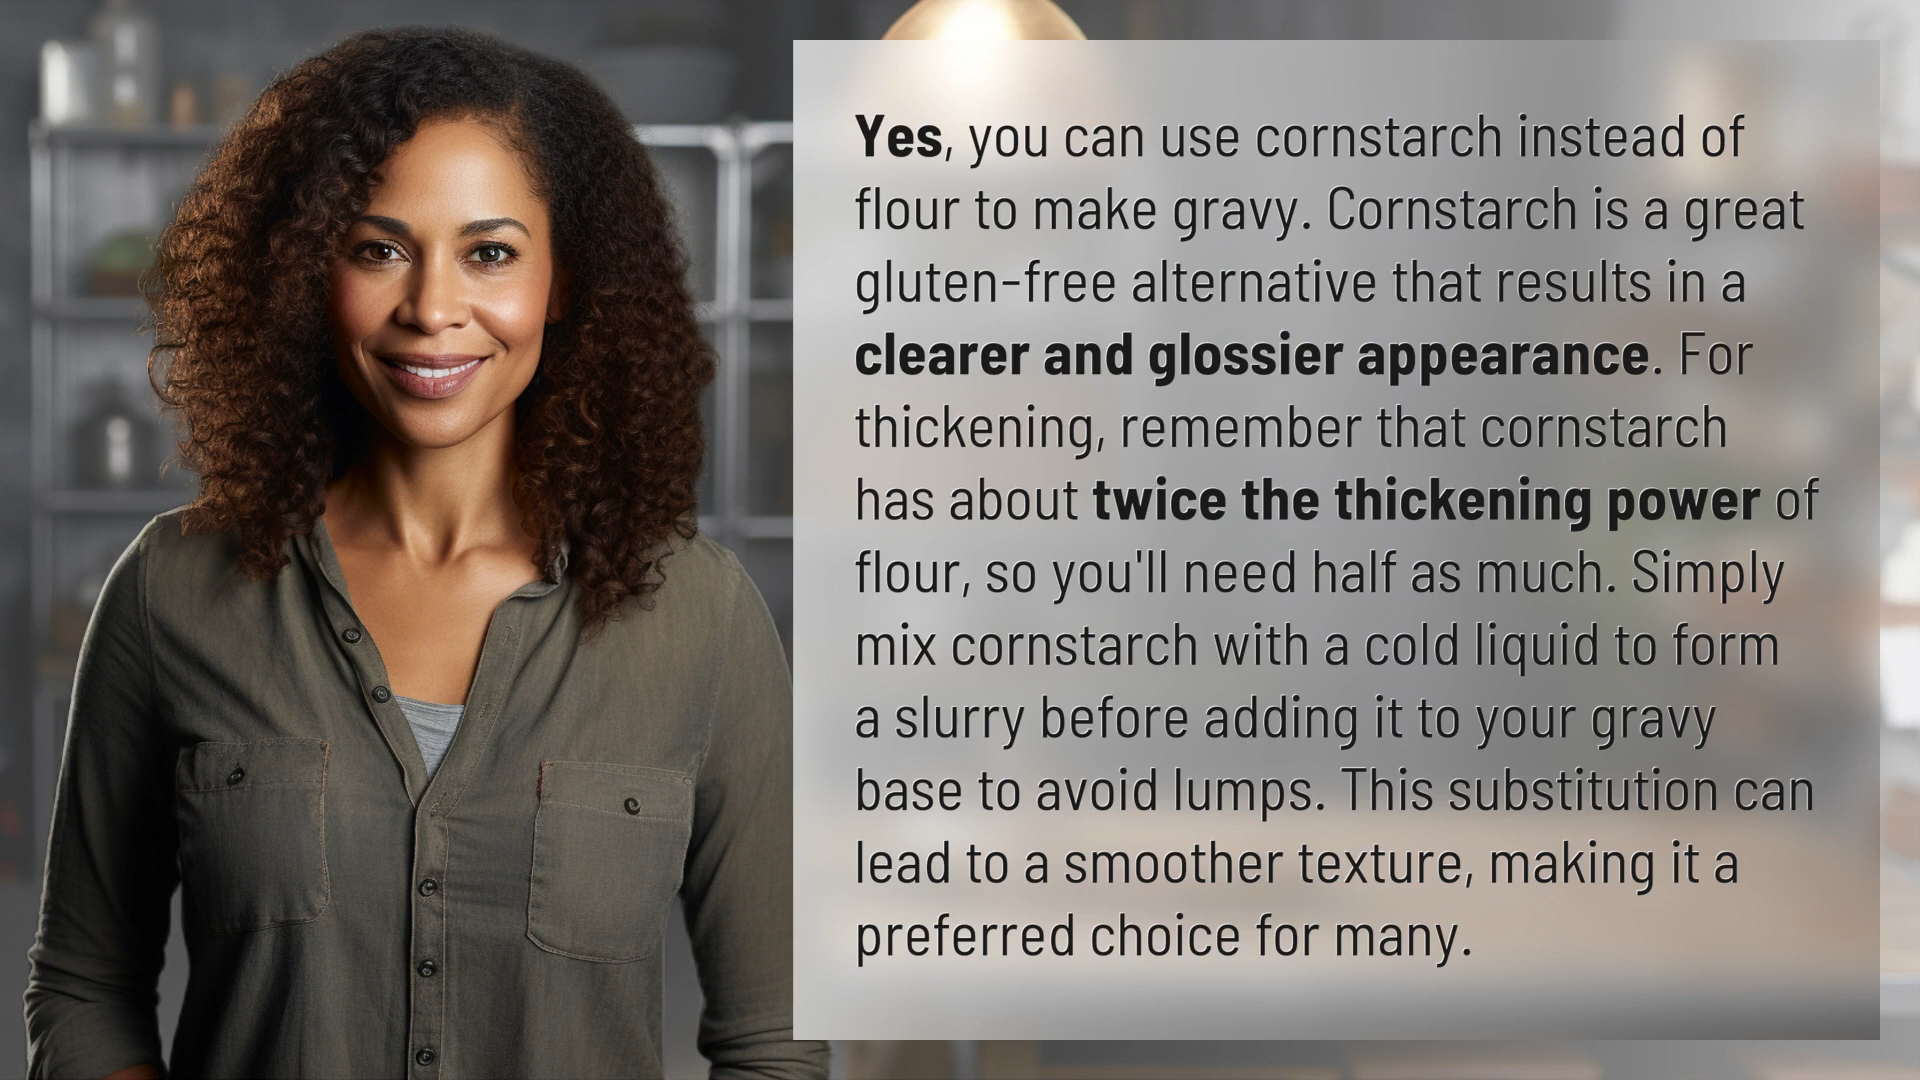 Yes, you can use cornstarch instead of
flour to make gravy. Cornstarch is a great
gluten-free alternative that results in a
clearer and glossier appearance. For
thickening, remember that cornstarch
has about twice the thickening power of
flour, so you'll need half as much. Simply
mix cornstarch with a cold liquid to form
a slurry before adding it to your gravy
base to avoid lumps. This substitution can
lead to a smoother texture, making it a
preferred choice for many.